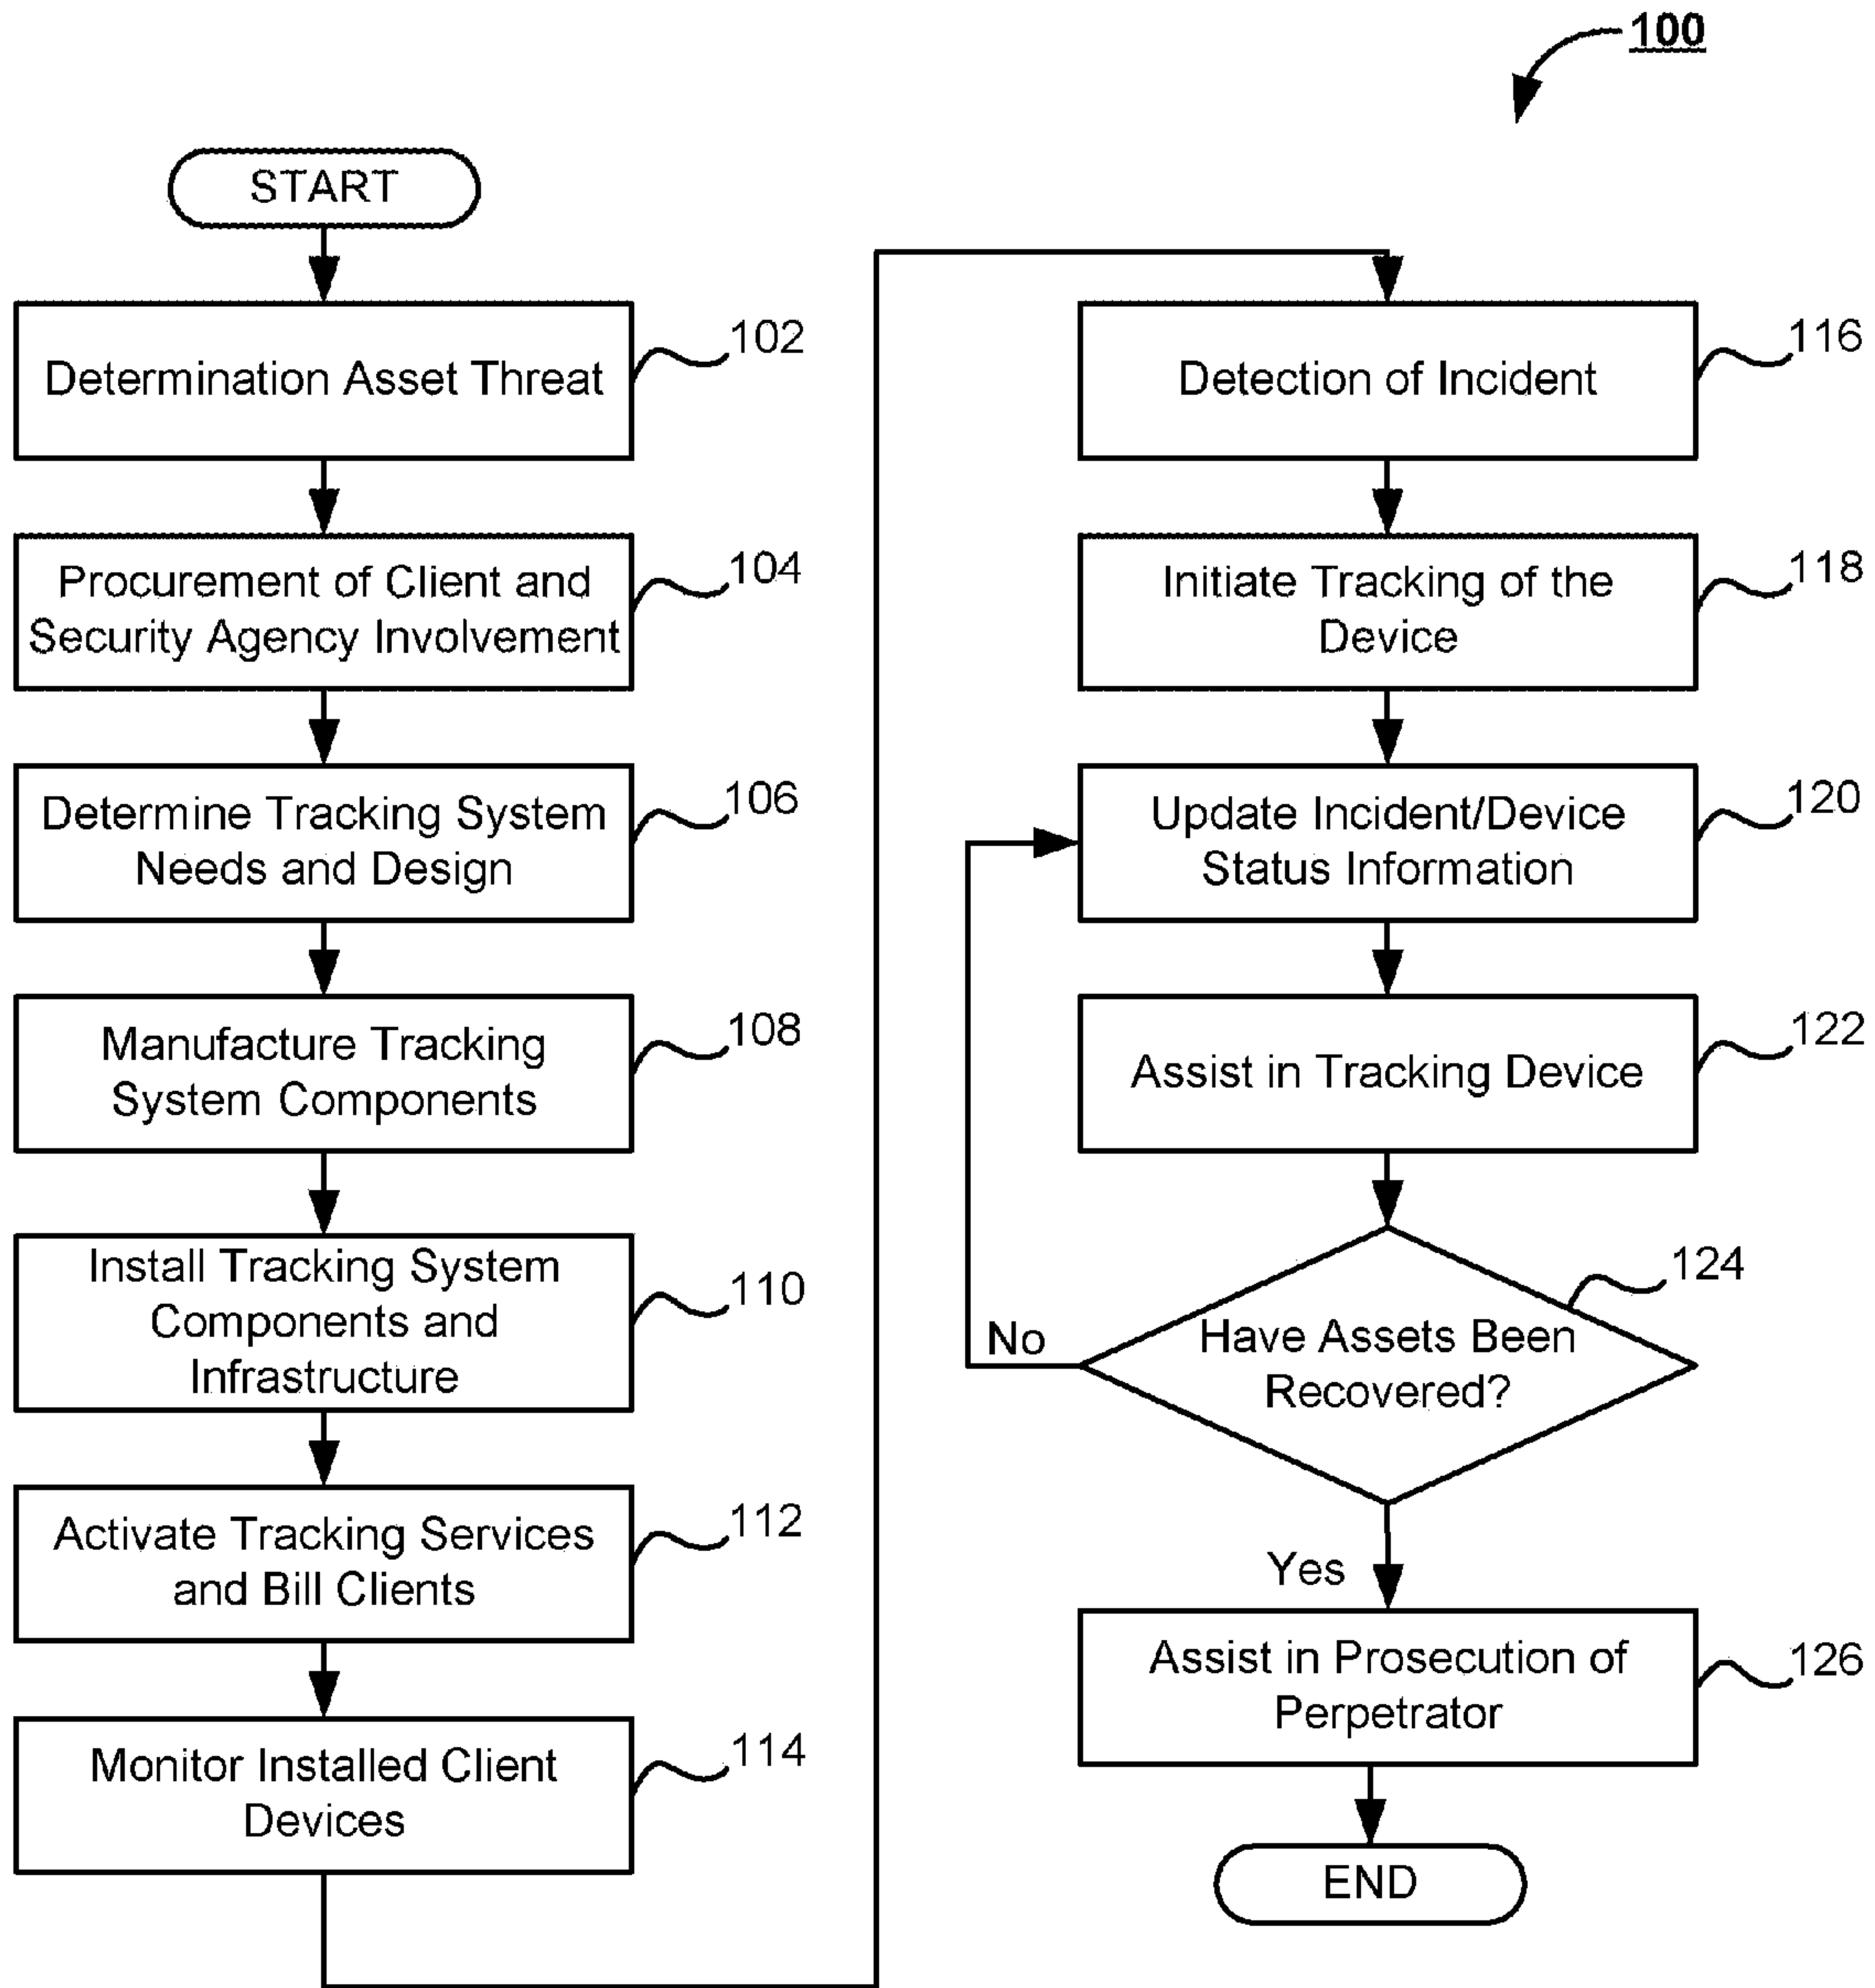 100
START
Determination Asset Threat
102
Procurement of Client and
Security Agency Involvement
104
Determine Tracking System
Needs and Design
106
Manufacture Tracking
System Components
108
Install Tracking System
Components and
Infrastructure
110
Activate Tracking Services
and Bill Clients
112
Monitor Installed Client
Devices
114
Detection of Incident
116
Initiate Tracking of the
Device
118
Update Incident/Device
Status Information
120
Assist in Tracking Device
122
Have Assets Been
Recovered?
124
No
Yes
Assist in Prosecution of
Perpetrator
126
END